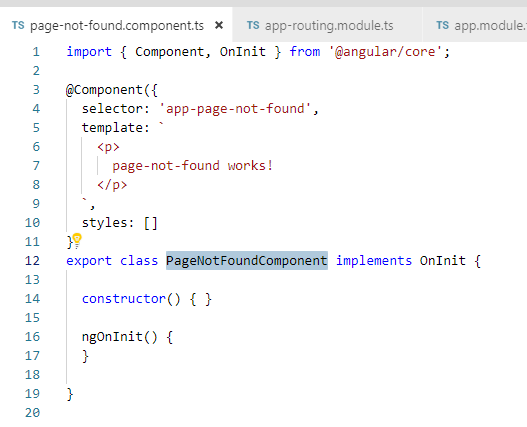 TS page-not-found.component.ts × TS app-routing.module.ts TS app.module.
1 import { Component, OnInit } from '@angular/core';
2
3 @Component({
4 selector: 'app-page-not-found',
5 template: `
6 <p>
7 page-not-found works!
8 </p>
9 `,
10 styles: []
11 }
12 export class PageNotFoundComponent implements OnInit {
13
14 constructor() { }
15
16 ngOnInit() {
17 }
18
19 }
20